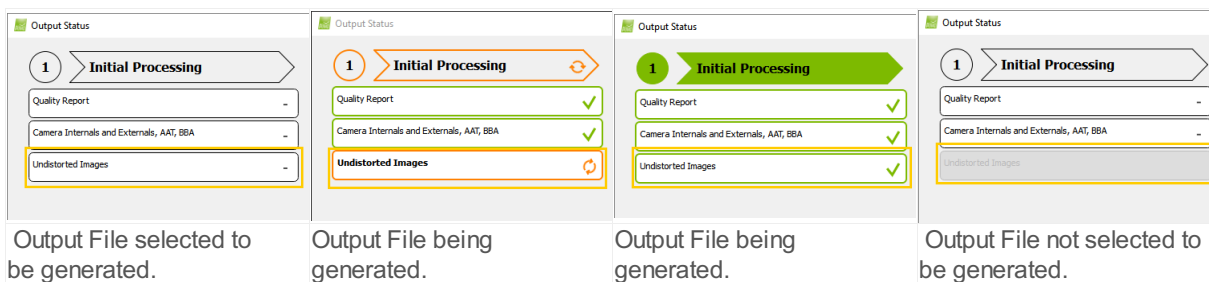 Output Status
1 Initial Processing
Quality Report -
Camera Internals and Externals, AAT, BBA -
Undistorted Images -
Output File selected to
be generated.
Output Status
1 Initial Processing
Quality Report
Camera Internals and Externals, AAT, BBA
Undistorted Images
Output File being
generated.
Output Status
1 Initial Processing
Quality Report
Camera Internals and Externals, AAT, BBA
Undistorted Images
Output File being
generated.
Output Status
1 Initial Processing
Quality Report -
Camera Internals and Externals, AAT, BBA -
Undistorted Images
Output File not selected to
be generated.